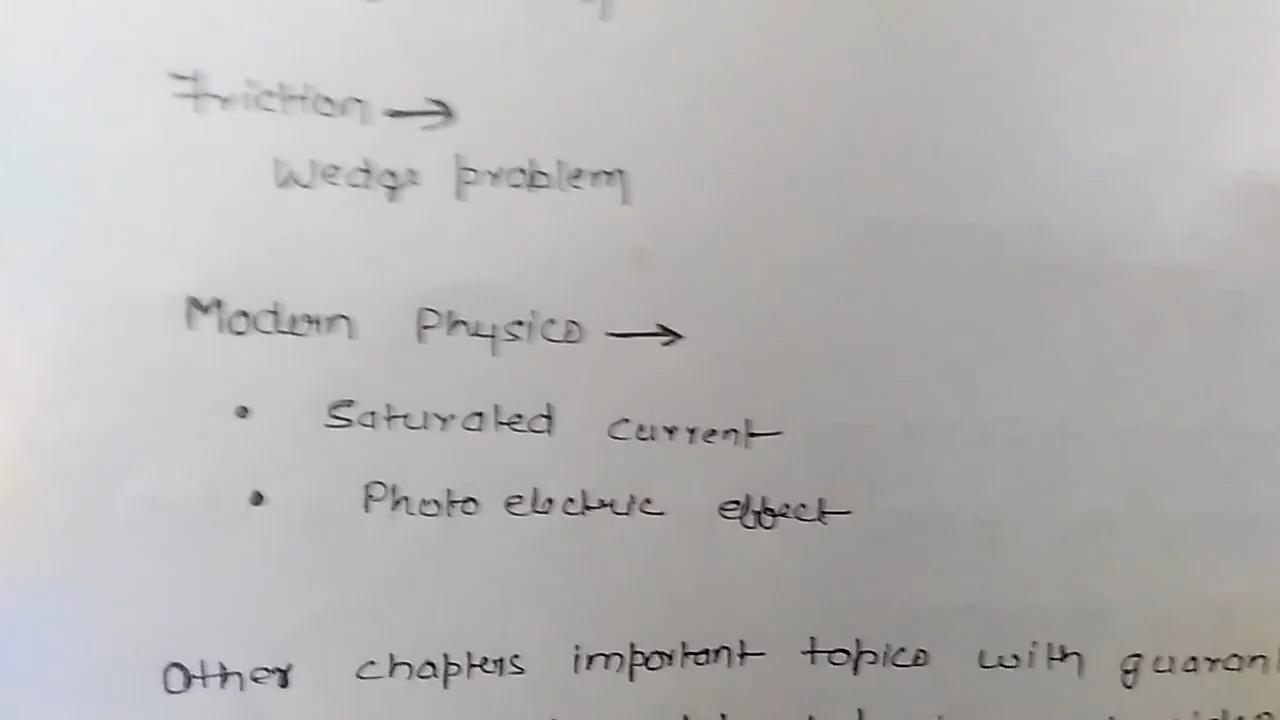 Friction →
Wedge problem
Modern Physics →
• Saturated current
• Photo electric effect
Other chapters important topics with